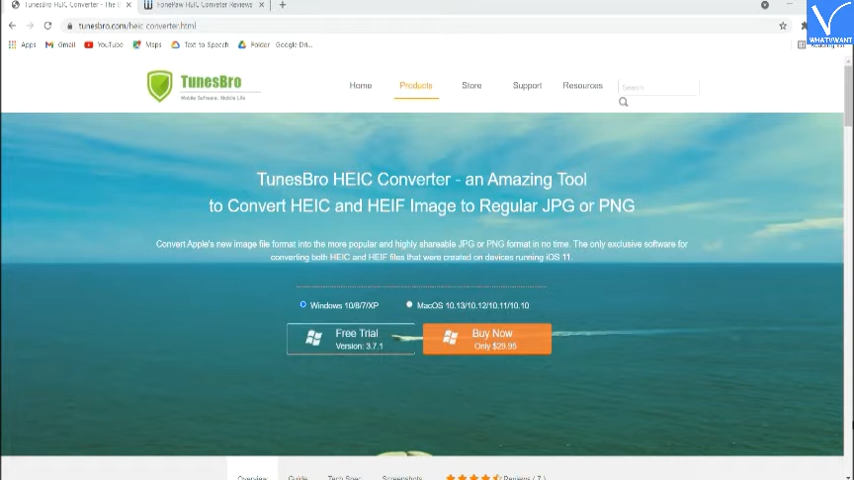 TunesBro HEIC Converter - The
FonePaw HEIC Converter Reviews
tunesbro.com/heic-converter.html
Apps
Gmail
YouTube
Maps
Text to Speech
Folder - Google Dri...
WHATUWANT
Reading list
TunesBro
Mobile Software, Mobile Life
Home
Products
Store
Support
Resources
Search
TunesBro HEIC Converter - an Amazing Tool
to Convert HEIC and HEIF Image to Regular JPG or PNG
Convert Apple's new image file format into the more popular and highly shareable JPG or PNG format in no time. The only exclusive software for
converting both HEIC and HEIF files that were created on devices running iOS 11.
Windows 10/8/7/XP
MacOS 10.13/10.12/10.11/10.10
Free Trial
Version: 3.7.1
Buy Now
Only $29.95
Overview
Guide
Tech Spec
Screenshots
Reviews ( 7 )